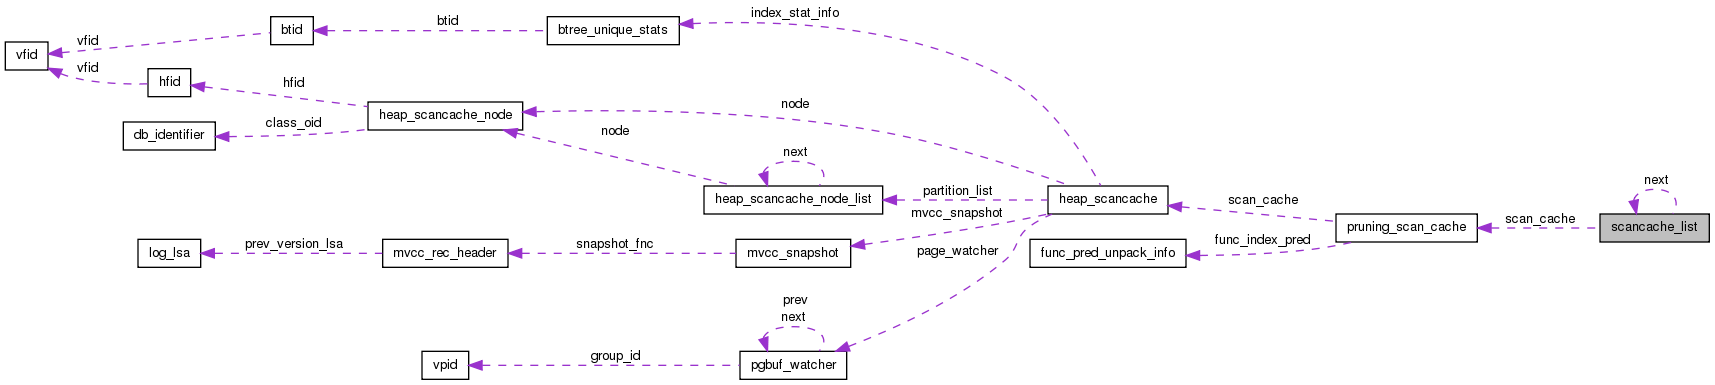 index_stat_info
btid
btid
btree_unique_stats
vfid
vfid
vfid
hfid
hfid
node
heap_scancache_node
class_oid
db_identifier
node
next
next
partition_list
heap_scancache
scan_cache
heap_scancache_node_list
mvcc_snapshot
pruning_scan_cache
scan_cache
scancache_list
prev_version_lsa
snapshot_fnc
page_watcher
func_index_pred
log_lsa
mvcc_rec_header
mvcc_snapshot
func_pred_unpack_info
prev
next
group_id
vpid
pgbuf_watcher